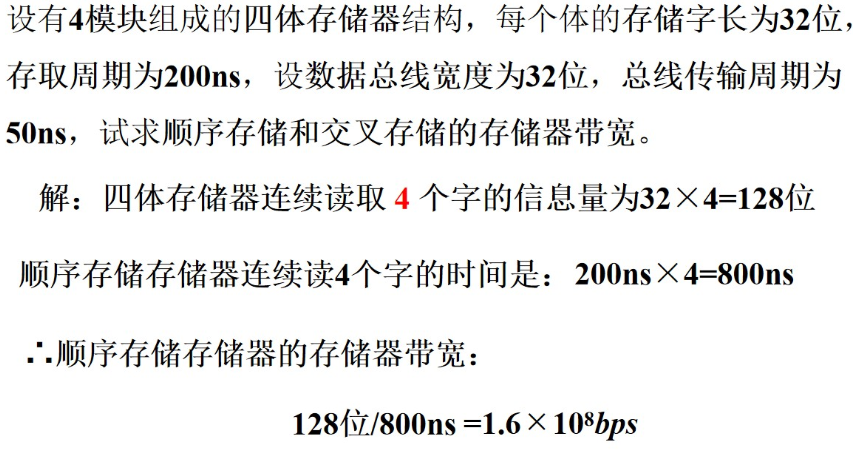 设有4模块组成的四体存储器结构，每个体的存储字长为32位，
存取周期为200ns，设数据总线宽度为32位，总线传输周期为
50ns，试求顺序存储和交叉存储的存储器带宽。
解：四体存储器连续读取 4 个字的信息量为32×4=128位
顺序存储存储器连续读4个字的时间是：200ns×4=800ns
∴顺序存储存储器的存储器带宽：
128位/800ns =1.6×10⁸bps